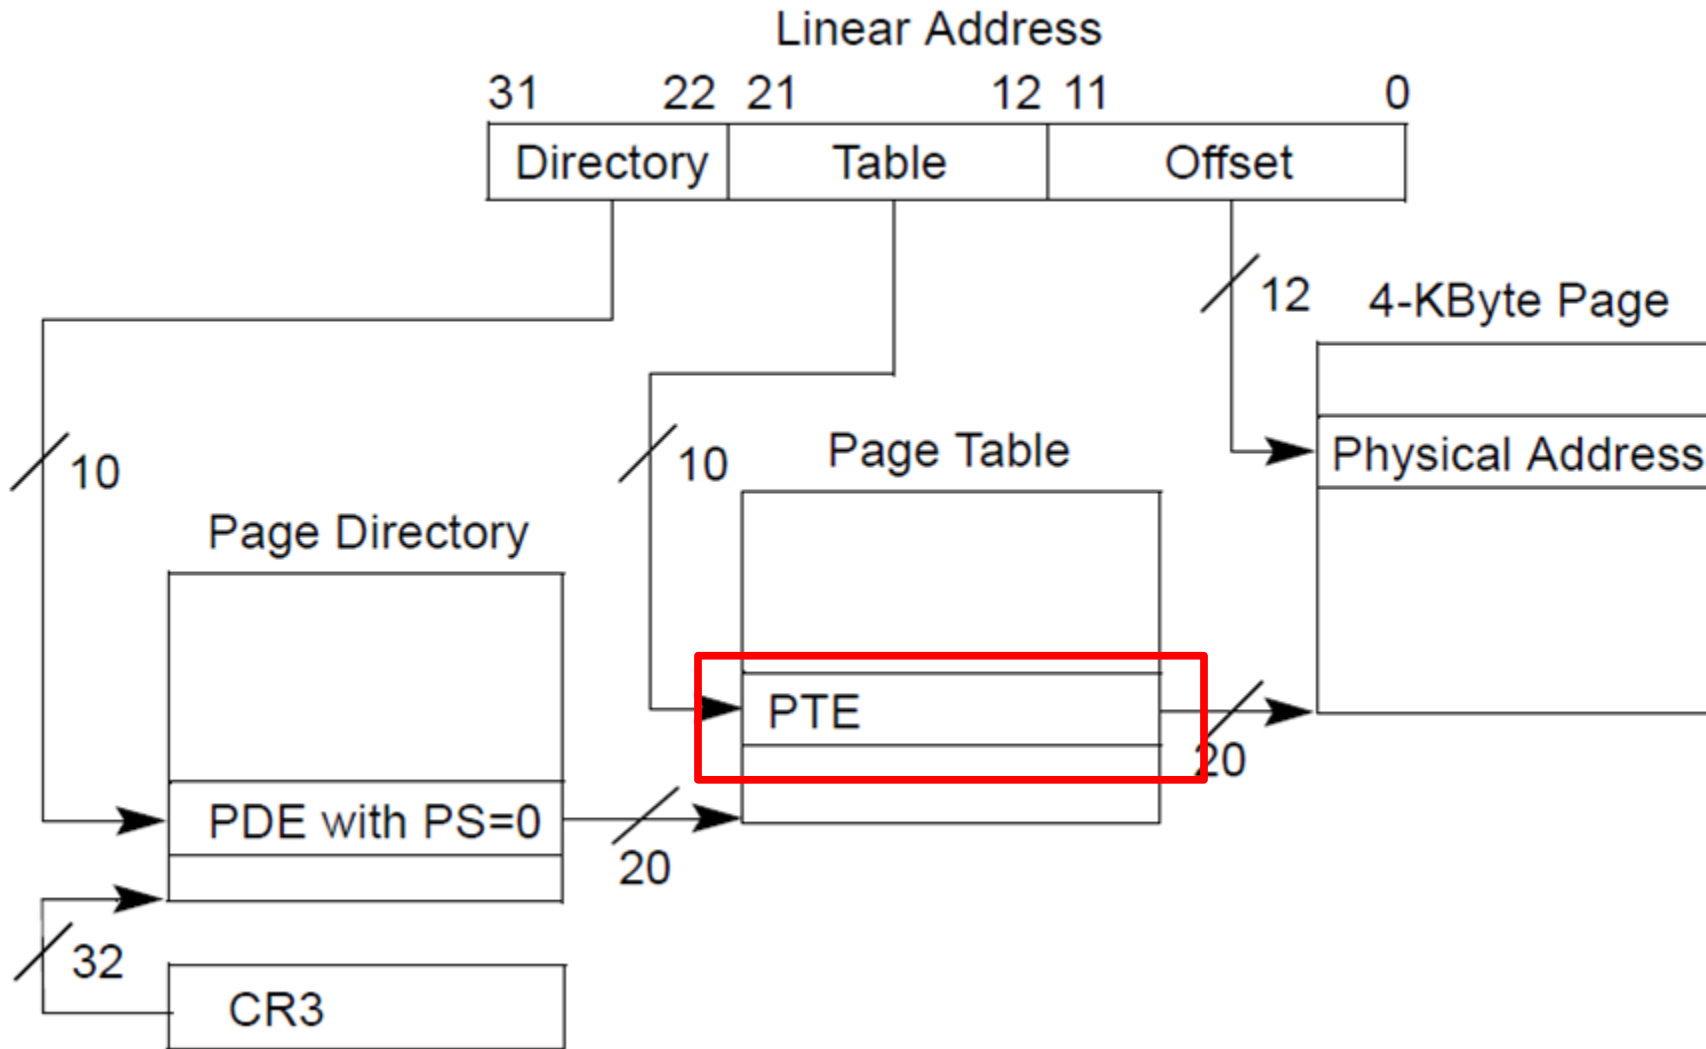 Linear Address
31 22 21 12 11 0
Directory Table Offset
12
4-KByte Page
10
10
Page Table
Physical Address
Page Directory
PTE
20
PDE with PS=0
20
32
CR3